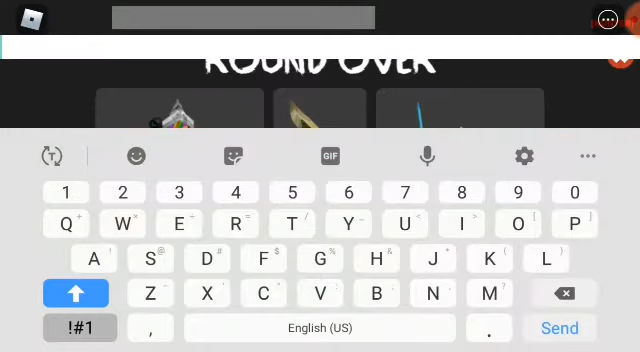 ROUND OVER
GIF
1 2 3 4 5 6 7 8 9 0
Q + W × E ÷ R = T / Y _ U < I > O [ P ]
A ! S @ D # F $ G % H & J * K ( L )
Z - X ' C " V : B ; N , M ?
!#1 , English (US) . Send